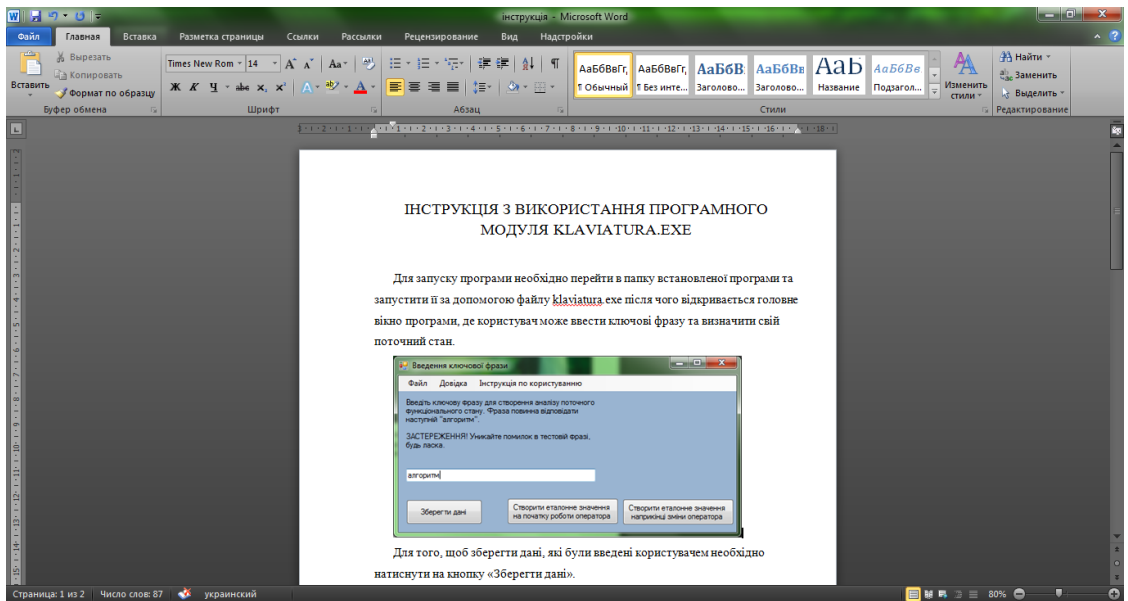 інструкція - Microsoft Word
Файл Главная Вставка Разметка страницы Ссылки Рассылки Рецензирование Вид Надстройки
Вставить
Вырезать
Копировать
Формат по образцу
Буфер обмена
Times New Rom 14
Ж К Ч abc x₂ x²
Шрифт
Абзац
АаБбВвГг, АаБбВвГг, АаБбВ АаБбВв АаБ АаБбВв
¶ Обычный ¶ Без инте... Заголово... Заголово... Название Подзагол...
Изменить стили
Стили
Найти
Заменить
Выделить
Редактирование
ІНСТРУКЦІЯ З ВИКОРИСТАННЯ ПРОГРАМНОГО
МОДУЛЯ KLAVIATURA.EXE
Для запуску програми необхідно перейти в папку встановленої програми та
запустити її за допомогою файлу klaviatura.exe після чого відкривається головне
вікно програми, де користувач може ввести ключові фразу та визначити свій
поточний стан.
Введення ключової фрази
Файл Довідка Інструкція по користуванню
Введіть ключову фразу для створення аналізу поточного
функціонального стану. Фраза повинна відповідати
наступній "алгоритм".
ЗАСТЕРЕЖЕННЯ! Уникайте помилок в тестовій фразі,
будь ласка.
алгоритм
Зберегти дані
Створити еталонне значення
на початку роботи оператора
Створити еталонне значення
наприкінці зміни оператора
Для того, щоб зберегти дані, які були введені користувачем необхідно
натиснути на кнопку «Зберегти дані».
Страница: 1 из 2 Число слов: 87 украинский 80%